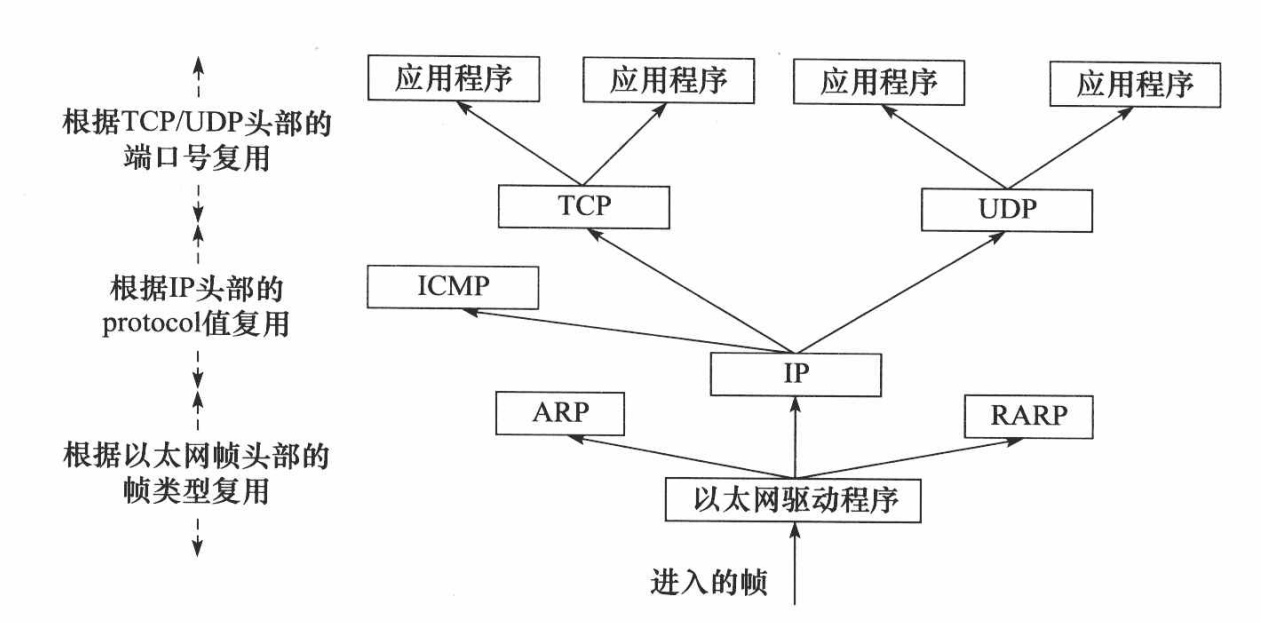 应用程序
应用程序
应用程序
应用程序
根据TCP/UDP头部的
端口号复用
TCP
UDP
根据IP头部的
protocol值复用
ICMP
IP
ARP
RARP
根据以太网帧头部的
帧类型复用
以太网驱动程序
进入的帧